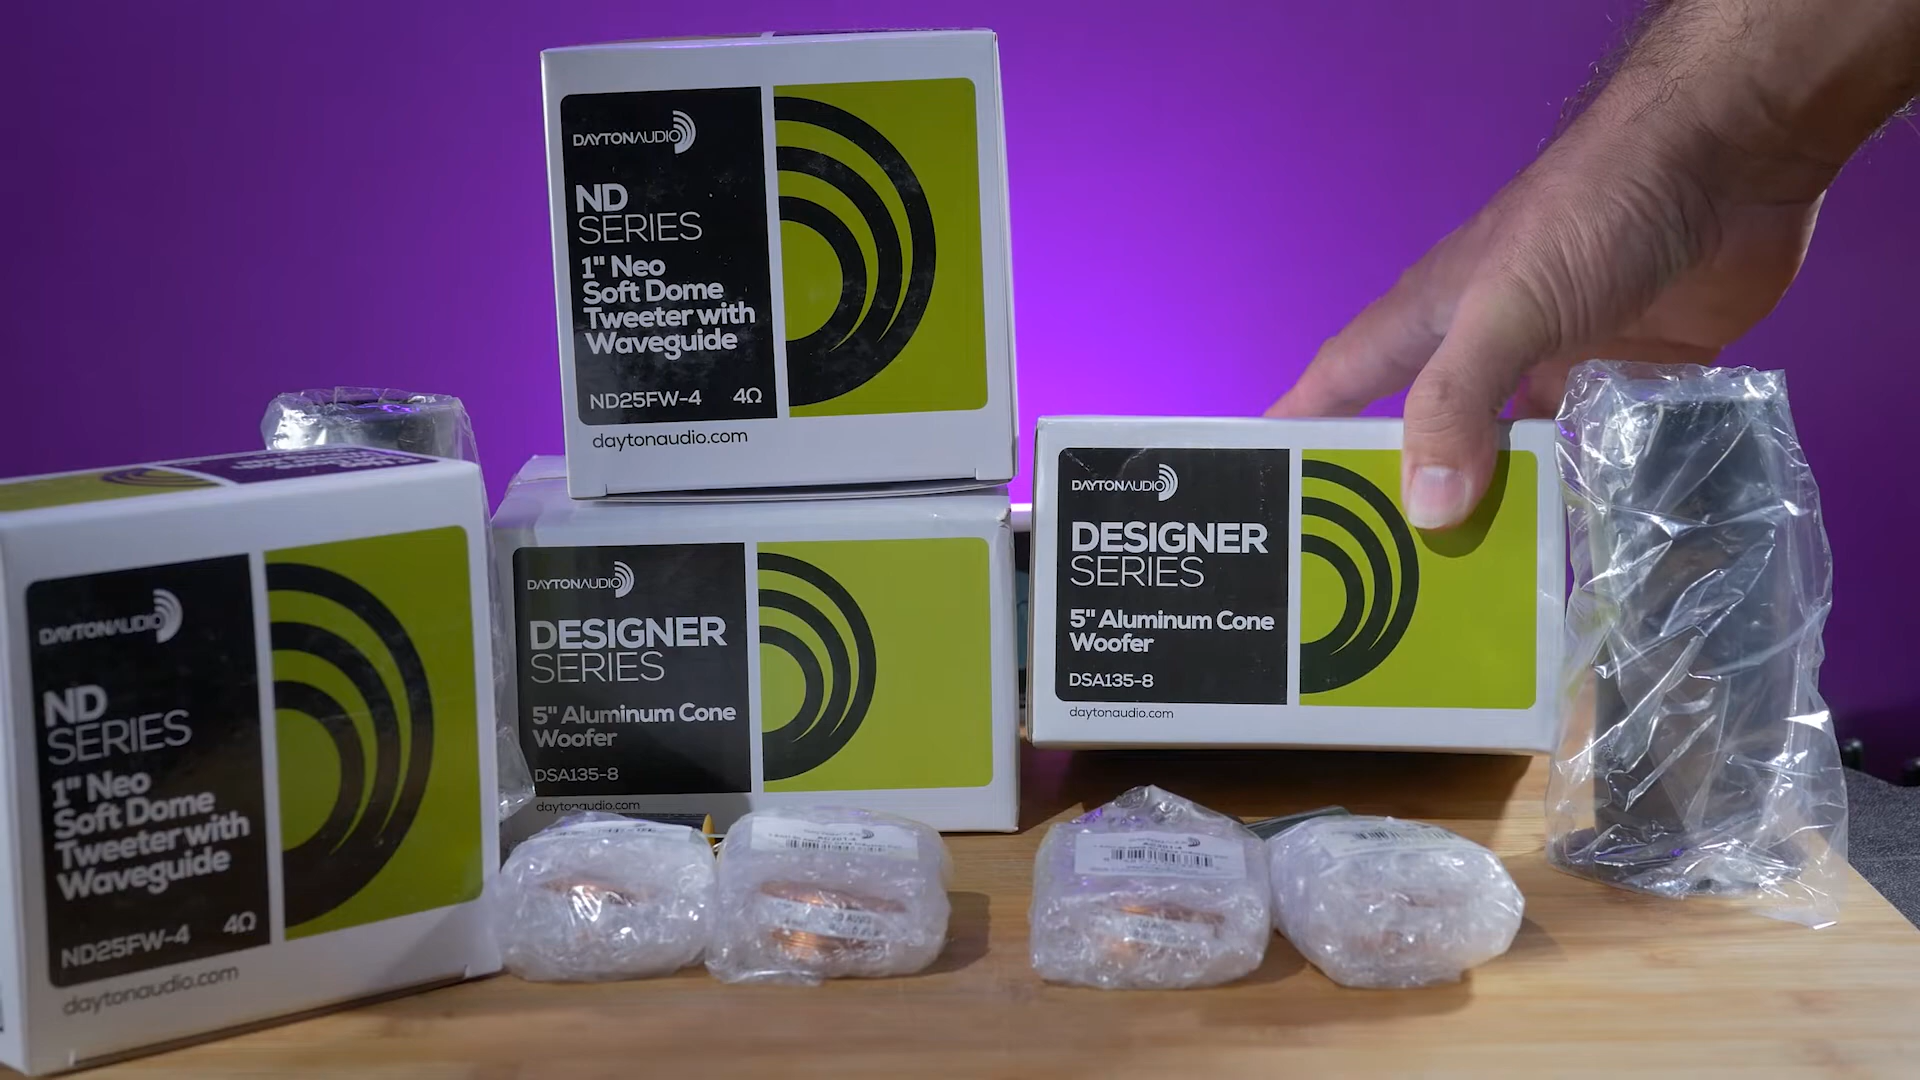 DAYTONAUDIO
ND
SERIES
1" Neo
Soft Dome
Tweeter with
Waveguide
ND25FW-4 4Ω
daytonaudio.com
DAYTONAUDIO
DESIGNER
SERIES
5" Aluminum Cone
Woofer
DSA135-8
daytonaudio.com
DAYTONAUDIO
DESIGNER
SERIES
5" Aluminum Cone
Woofer
DSA135-8
daytonaudio.com
DAYTONAUDIO
ND
SERIES
1" Neo
Soft Dome
Tweeter with
Waveguide
ND25FW-4 4Ω
daytonaudio.com